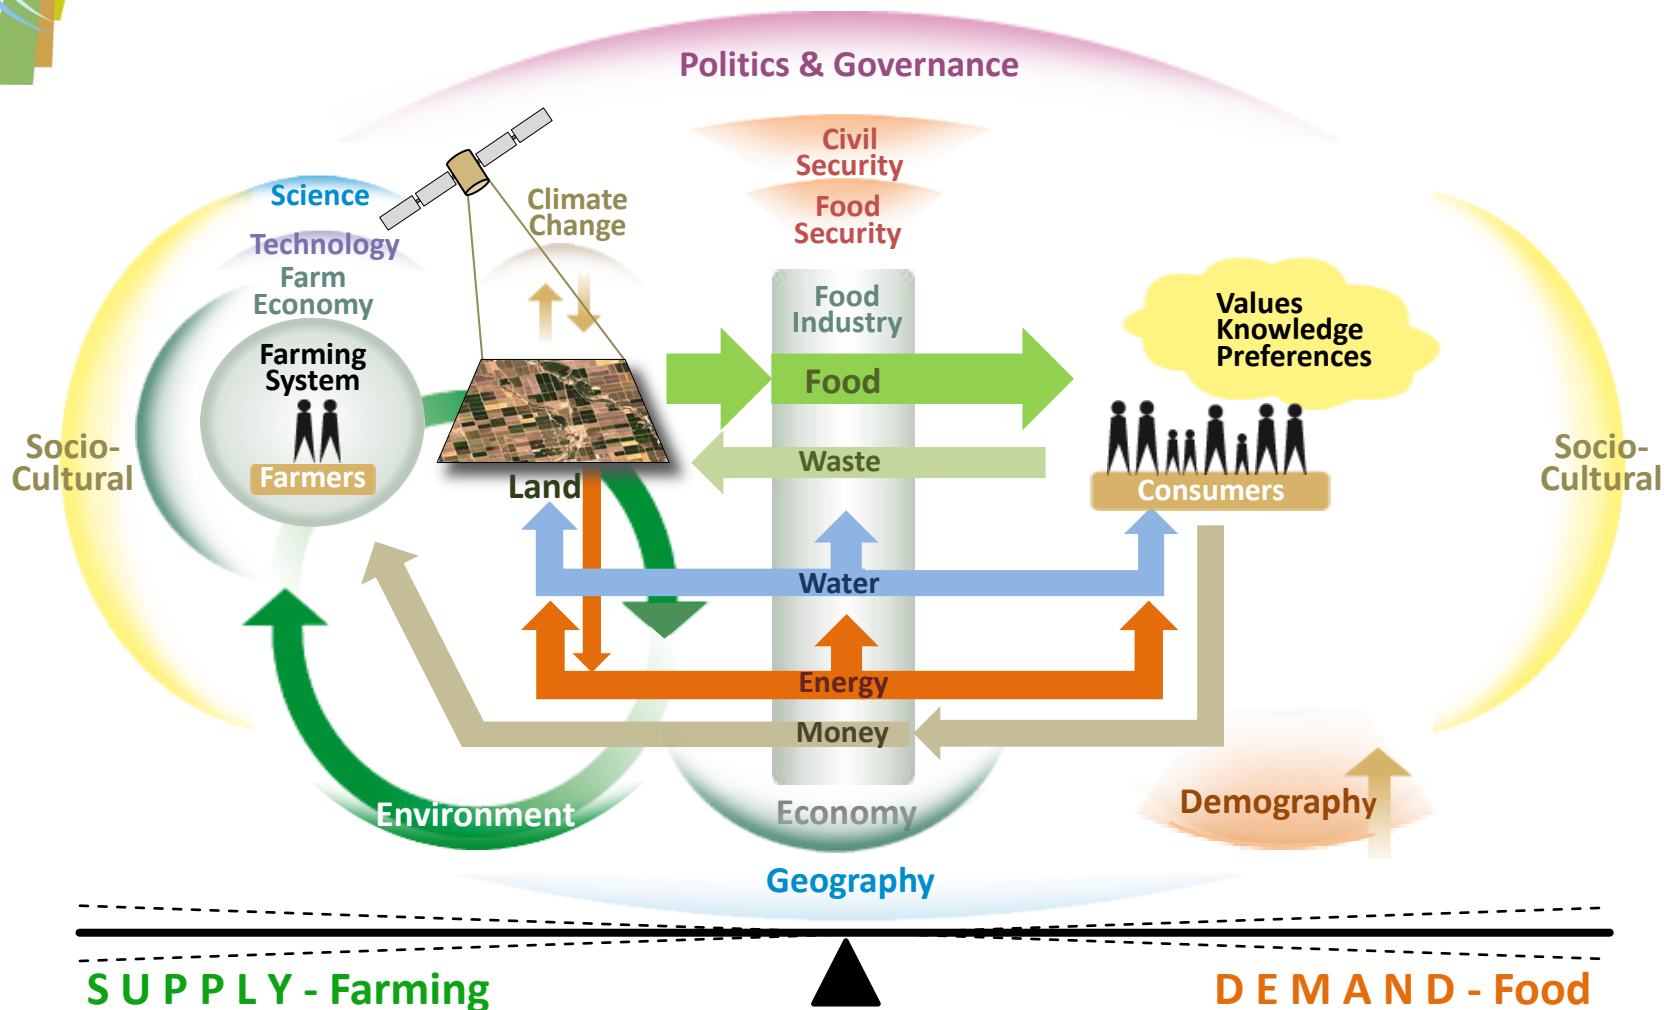 Politics & Governance
Civil
Security
Food
Security
Science
Technology
Farm
Economy
Climate
Change
Farming
System
Farmers
Socio-
Cultural
Land
Food
Industry
Food
Waste
Water
Energy
Money
Economy
Values
Knowledge
Preferences
Consumers
Socio-
Cultural
Environment
Demography
Geography
S U P P L Y - Farming
D E M A N D - Food